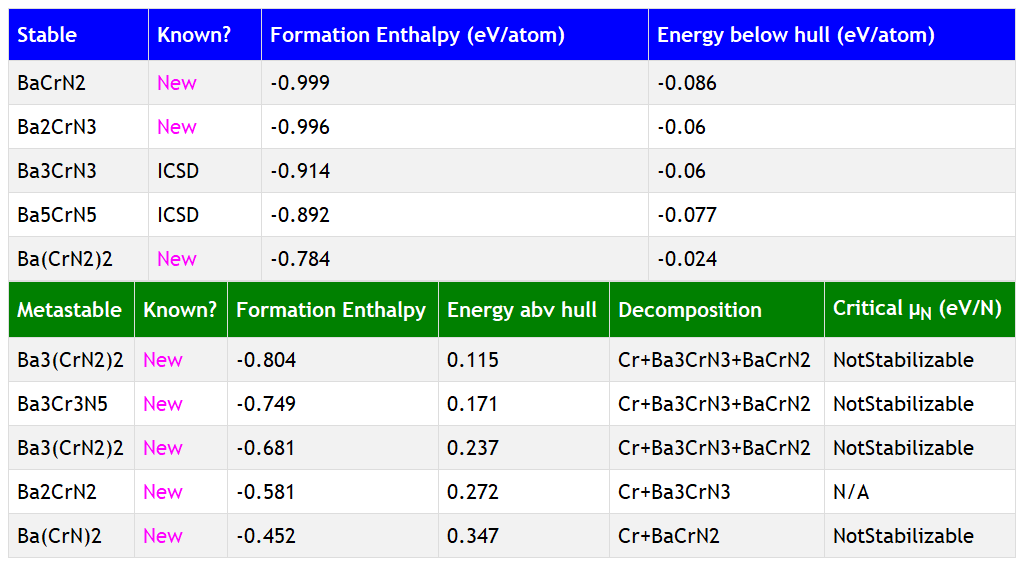 Stable Known? Formation Enthalpy (eV/atom) Energy below hull (eV/atom)
BaCrN2 New -0.999 -0.086
Ba2CrN3 New -0.996 -0.06
Ba3CrN3 ICSD -0.914 -0.06
Ba5CrN5 ICSD -0.892 -0.077
Ba(CrN2)2 New -0.784 -0.024
Metastable Known? Formation Enthalpy Energy abv hull Decomposition Critical μN (eV/N)
Ba3(CrN2)2 New -0.804 0.115 Cr+Ba3CrN3+BaCrN2 NotStabilizable
Ba3Cr3N5 New -0.749 0.171 Cr+Ba3CrN3+BaCrN2 NotStabilizable
Ba3(CrN2)2 New -0.681 0.237 Cr+Ba3CrN3+BaCrN2 NotStabilizable
Ba2CrN2 New -0.581 0.272 Cr+Ba3CrN3 N/A
Ba(CrN)2 New -0.452 0.347 Cr+BaCrN2 NotStabilizable